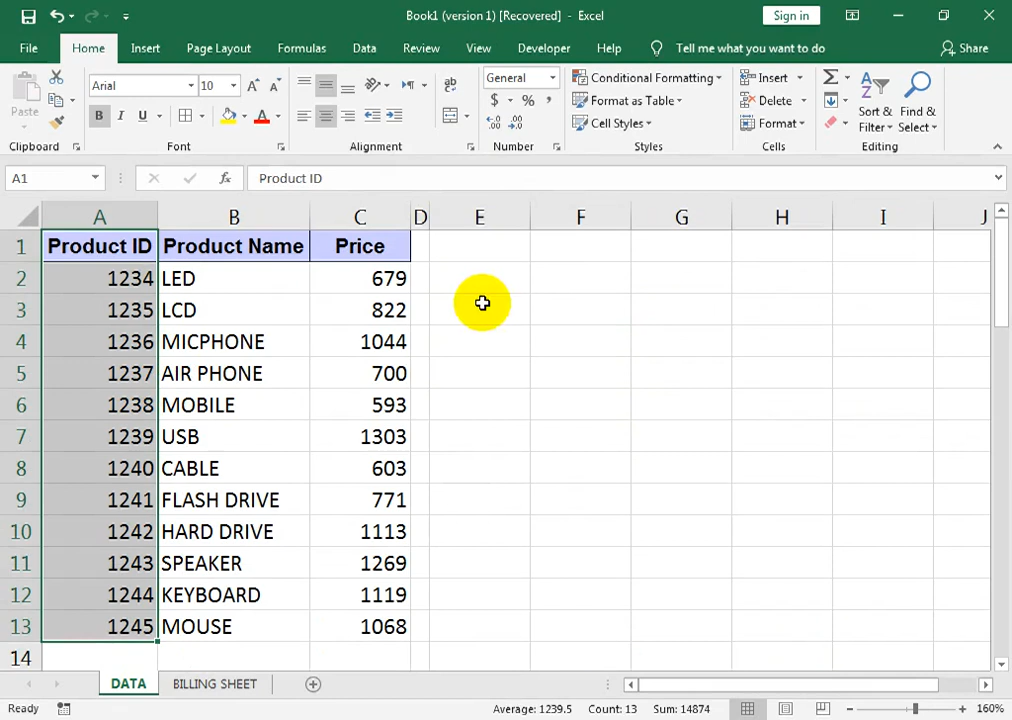 Book1 (version 1) [Recovered] - Excel
Sign in
File Home Insert Page Layout Formulas Data Review View Developer Help Tell me what you want to do Share
Paste
Arial 10
B I U
General
$ % ,
Conditional Formatting
Format as Table
Cell Styles
Insert
Delete
Format
Sort & Filter
Find & Select
Clipboard Font Alignment Number Styles Cells Editing
A1 fx Product ID
A B C D E F G H I J
1 Product ID Product Name Price
2 1234 LED 679
3 1235 LCD 822
4 1236 MICPHONE 1044
5 1237 AIR PHONE 700
6 1238 MOBILE 593
7 1239 USB 1303
8 1240 CABLE 603
9 1241 FLASH DRIVE 771
10 1242 HARD DRIVE 1113
11 1243 SPEAKER 1269
12 1244 KEYBOARD 1119
13 1245 MOUSE 1068
14
DATA BILLING SHEET
Ready Average: 1239.5 Count: 13 Sum: 14874 160%